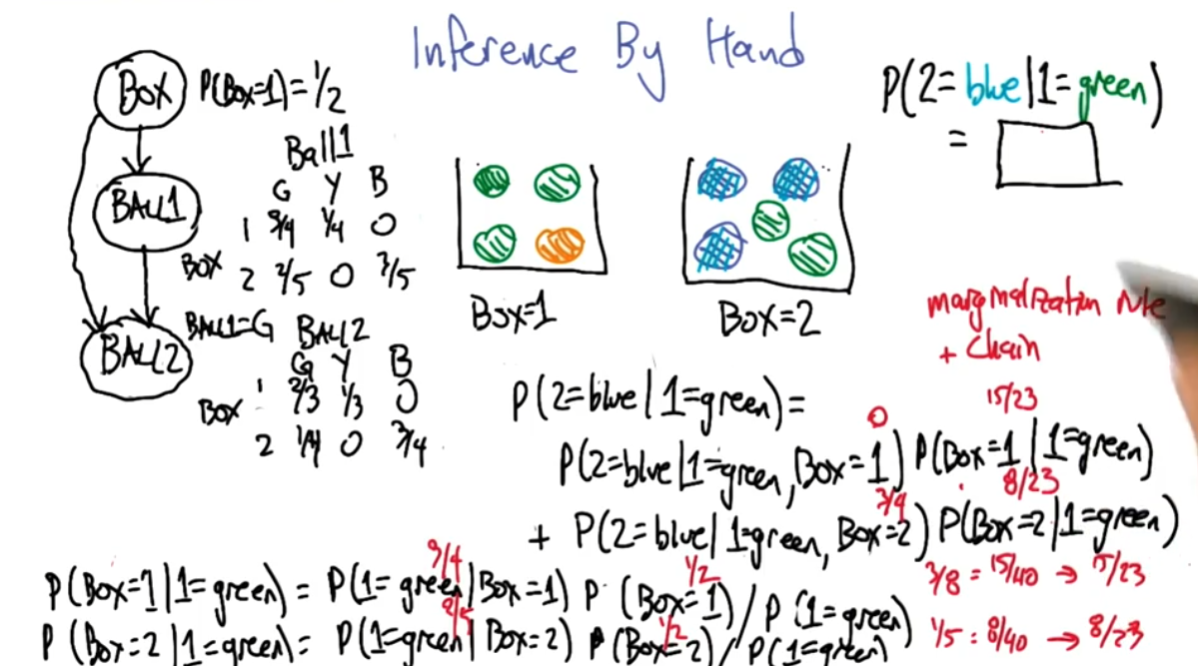 Inference By Hand
BOX P(Box=1)=1/2
Ball1
G Y B
BALL1
1 3/4 1/4 0
BOX
2 2/5 0 3/5
BALL1=G BALL2
BALL2
G Y B
1 2/3 1/3 0
BOX
2 1/4 0 3/4
Box=1
Box=2
P(2=blue|1=green)
=
marginalization rule
+ Chain
P(2=blue|1=green)=
0 15/23
P(2=blue|1=green, Box=1) P(Box=1|1=green)
3/4 8/23
+ P(2=blue|1=green, Box=2) P(Box=2|1=green)
3/4 1/2
P(Box=1|1=green) = P(1=green|Box=1) P(Box=1)/P(1=green)
2/5 1/2
P(Box=2|1=green)= P(1=green|Box=2) P(Box=2)/P(1=green)
3/8 = 15/40 → 15/23
1/5 = 8/40 → 8/23